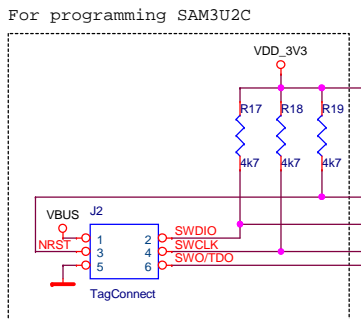 For programming SAM3U2C
VDD_3V3
R17 R18 R19
4k7 4k7 4k7
VBUS J2
1 2 SWDIO
NRST 3 4 SWCLK
5 6 SWO/TDO
TagConnect